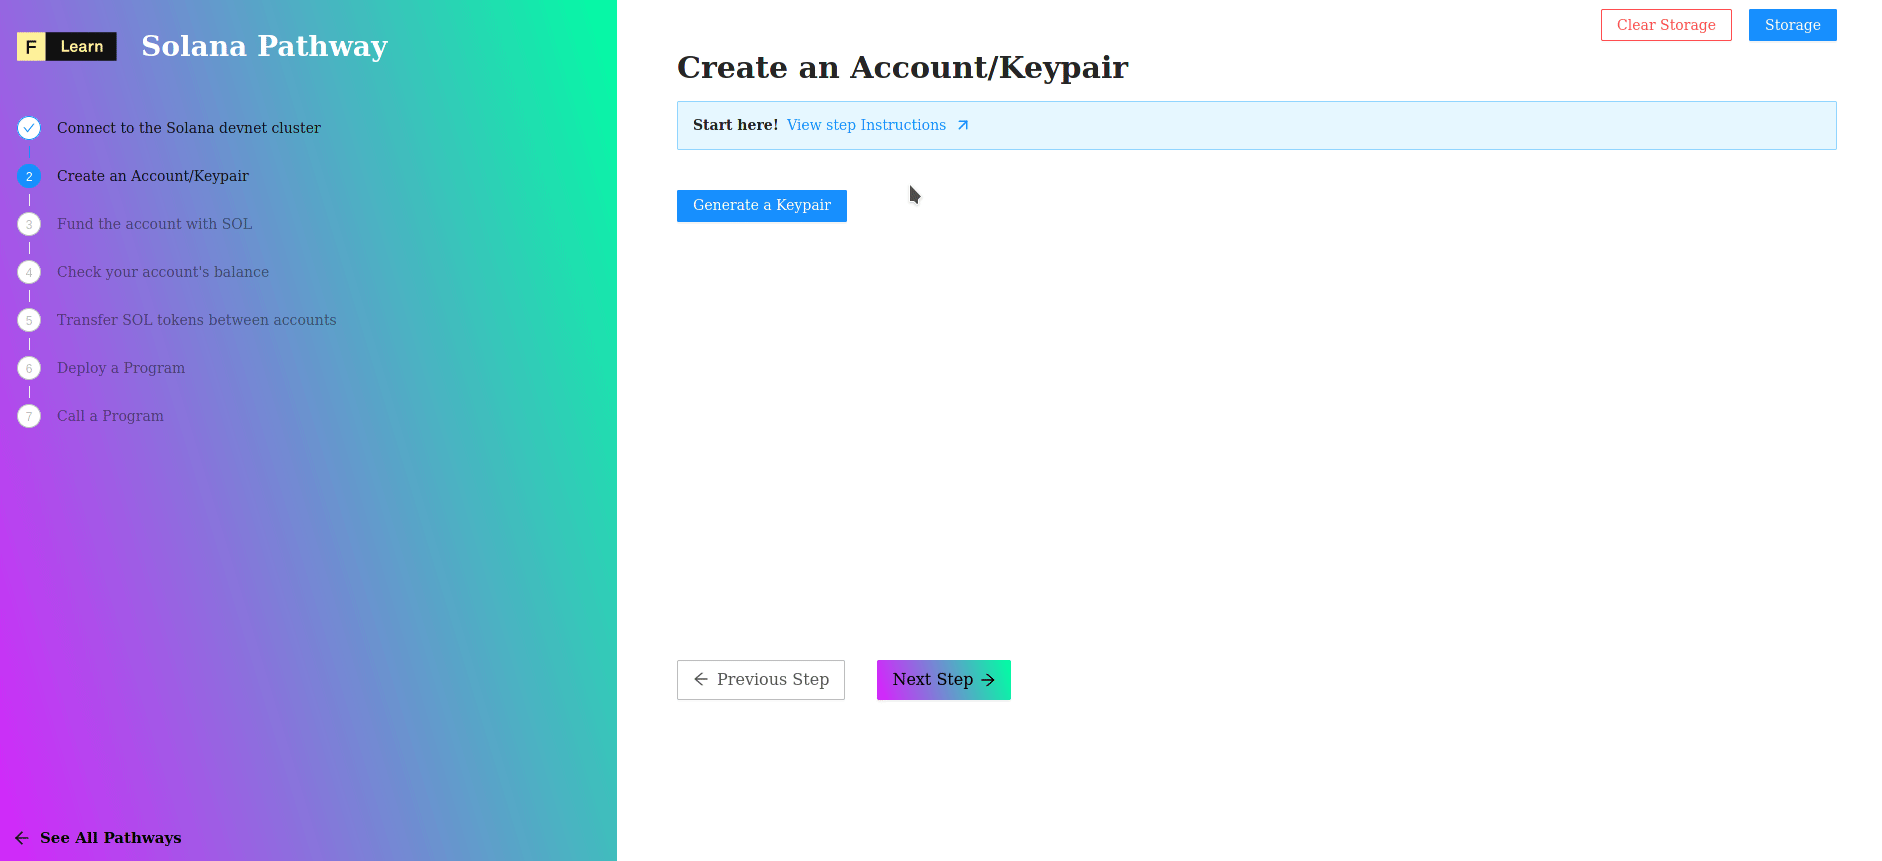 F Learn
Solana Pathway
Connect to the Solana devnet cluster
2 Create an Account/Keypair
3 Fund the account with SOL
4 Check your account's balance
5 Transfer SOL tokens between accounts
6 Deploy a Program
7 Call a Program
See All Pathways
Clear Storage
Storage
Create an Account/Keypair
Start here! View step Instructions
Generate a Keypair
Previous Step
Next Step